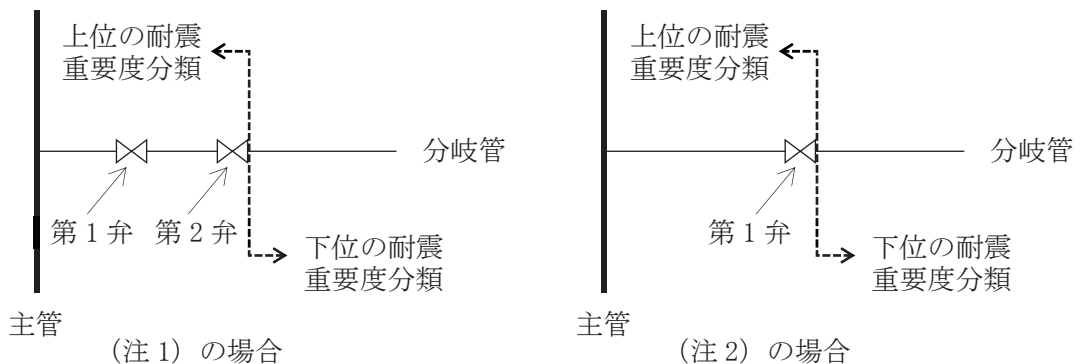 上位の耐震
重要度分類
分岐管
第1弁
第2弁
下位の耐震
重要度分類
主管
(注1)の場合
上位の耐震
重要度分類
分岐管
第1弁
下位の耐震
重要度分類
主管
(注2)の場合